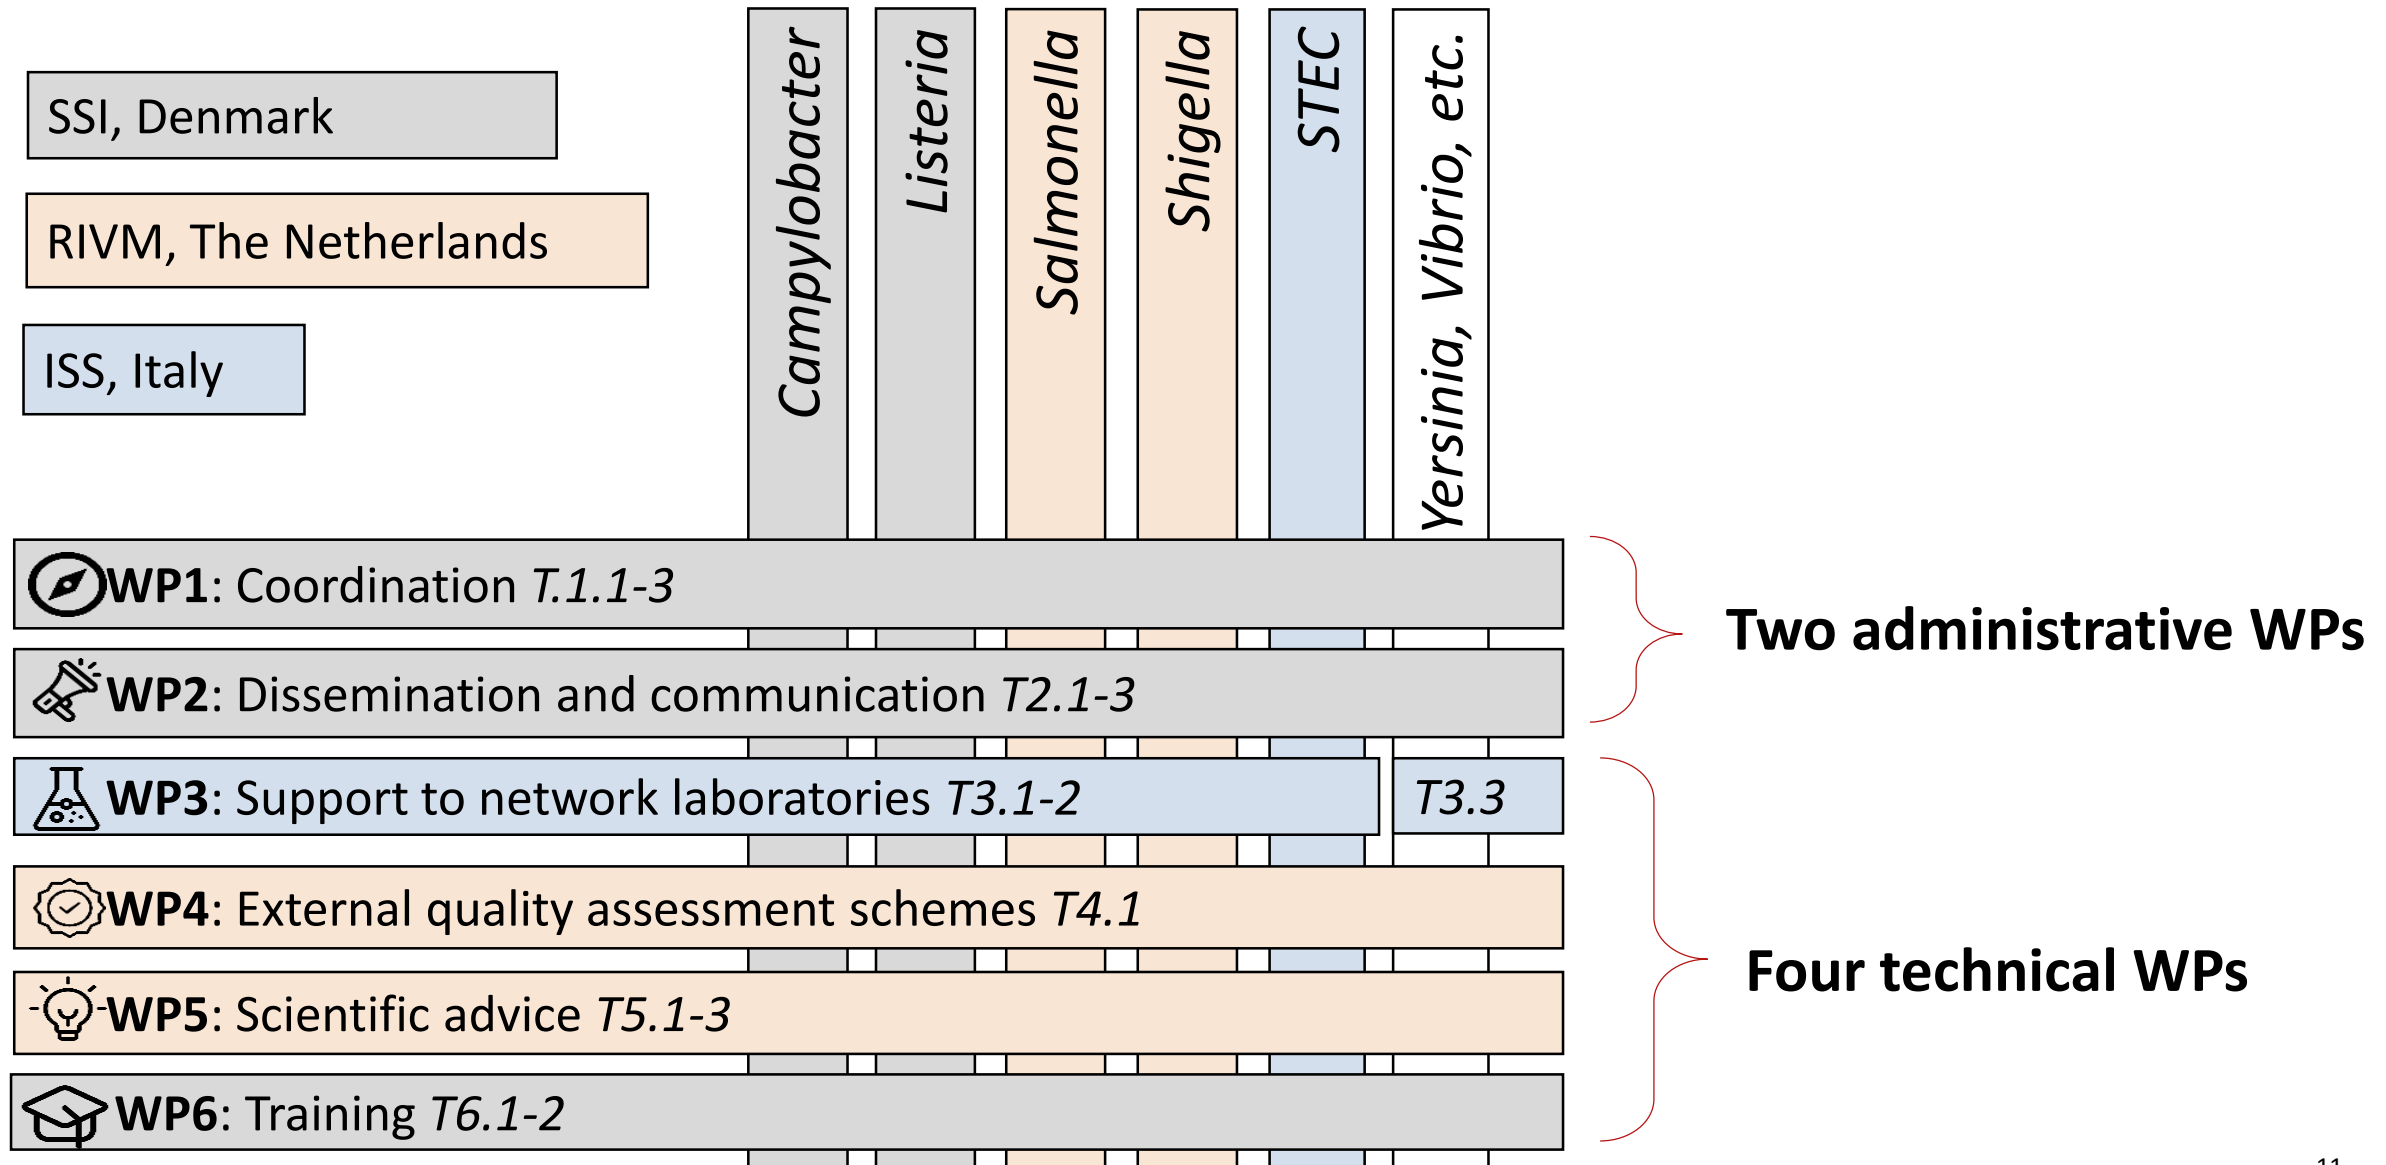 SSI, Denmark
RIVM, The Netherlands
ISS, Italy
Campylobacter
Listeria
Salmonella
Shigella
STEC
Yersinia, Vibrio, etc.
WP1: Coordination T.1.1-3
WP2: Dissemination and communication T2.1-3
Two administrative WPs
WP3: Support to network laboratories T3.1-2
T3.3
WP4: External quality assessment schemes T4.1
WP5: Scientific advice T5.1-3
WP6: Training T6.1-2
Four technical WPs
11